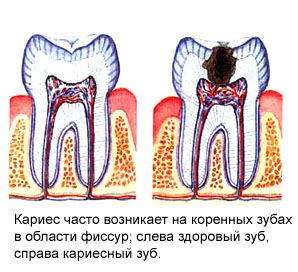 Кариес часто возникает на коренных зубах
в области фиссур; слева здоровый зуб,
справа кариесный зуб.